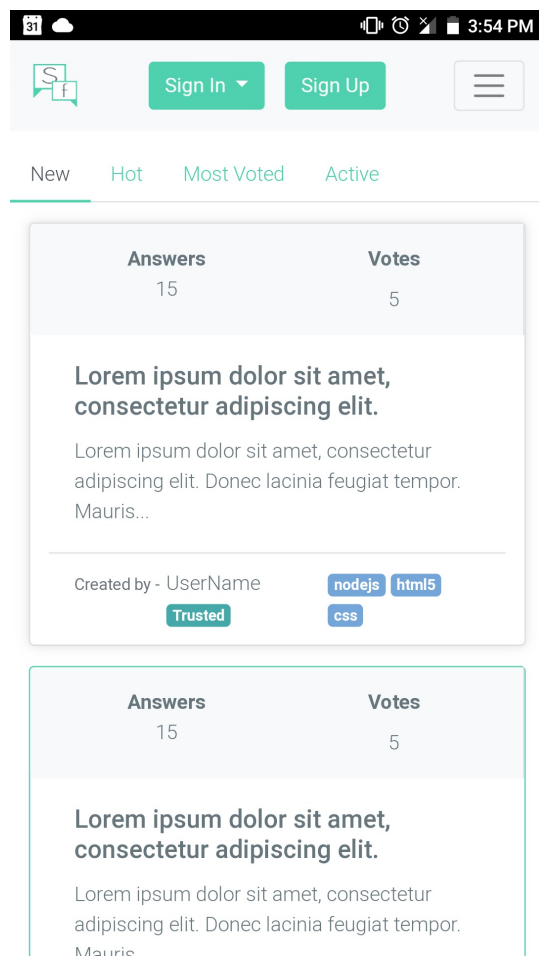 31 3:54 PM
S f Sign In Sign Up
New Hot Most Voted Active
Answers Votes
15 5
Lorem ipsum dolor sit amet,
consectetur adipiscing elit.
Lorem ipsum dolor sit amet, consectetur
adipiscing elit. Donec lacinia feugiat tempor.
Mauris...
Created by - UserName nodejs html5
Trusted css
Answers Votes
15 5
Lorem ipsum dolor sit amet,
consectetur adipiscing elit.
Lorem ipsum dolor sit amet, consectetur
adipiscing elit. Donec lacinia feugiat tempor.
Mauris